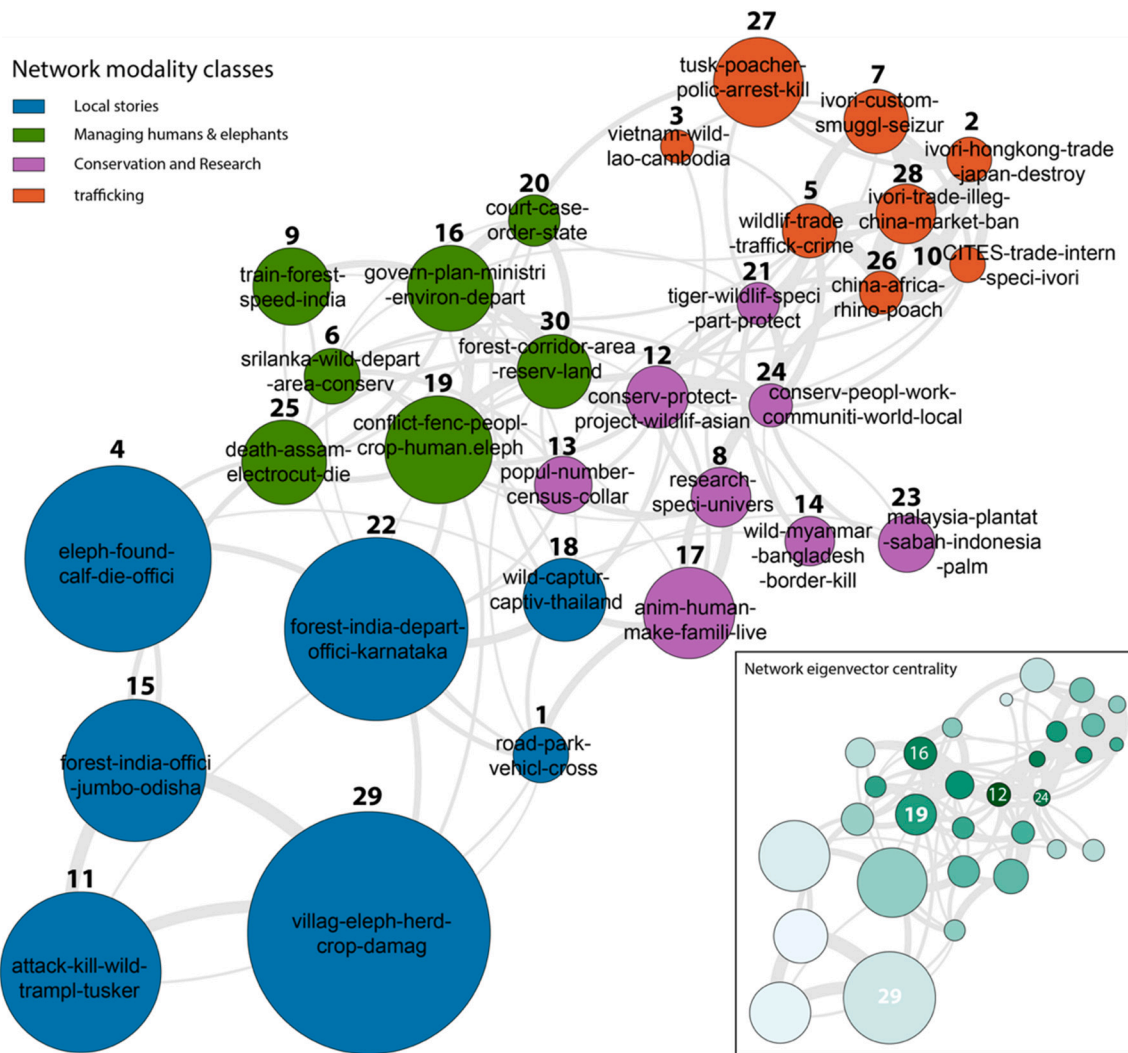 Network modality classes
Local stories
Managing humans & elephants
Conservation and Research
trafficking
27
tusk-poacher-
polic-arrest-kill
7
ivori-custom-
smuggl-seizur
3
vietnam-wild-
lao-cambodia
2
ivori-hongkong-trade
-japan-destroy
28
ivori-trade-illeg-
china-market-ban
5
wildlif-trade
-traffick-crime
10
CITES-trade-intern
-speci-ivori
26
china-africa-
rhino-poach
20
court-case-
order-state
16
govern-plan-ministri
-environ-depart
9
train-forest-
speed-india
21
tiger-wildlif-speci
-part-protect
6
srilanka-wild-depart
-area-conserv
30
forest-corridor-area
-reserv-land
12
conserv-protect-
project-wildlif-asian
24
conserv-peopl-work-
communiti-world-local
19
conflict-fenc-peopl-
crop-human.eleph
25
death-assam-
electrocut-die
13
popul-number-
census-collar
8
research-
speci-univers
14
wild-myanmar
-bangladesh
-border-kill
23
malaysia-plantat
-sabah-indonesia
-palm
4
eleph-found-
calf-die-offici
22
forest-india-depart-
offici-karnataka
18
wild-captur-
captiv-thailand
17
anim-human-
make-famili-live
15
forest-india-offici
-jumbo-odisha
1
road-park-
vehicl-cross
29
villag-eleph-herd-
crop-damag
11
attack-kill-wild-
trampl-tusker
Network eigenvector centrality
16
12
24
19
29